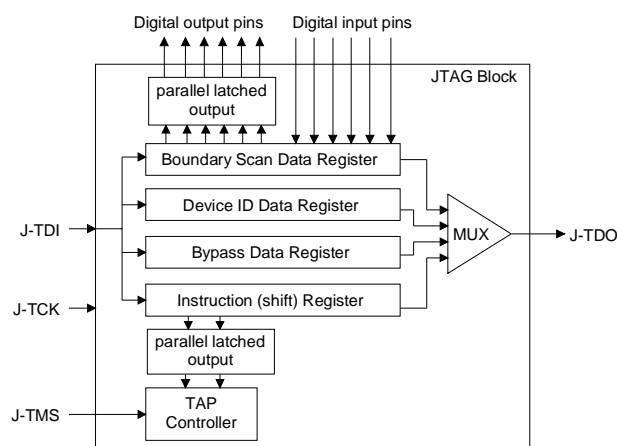 Digital output pins
Digital input pins
JTAG Block
parallel latched
output
Boundary Scan Data Register
Device ID Data Register
J-TDI
MUX
J-TDO
Bypass Data Register
Instruction (shift) Register
J-TCK
parallel latched
output
TAP
Controller
J-TMS